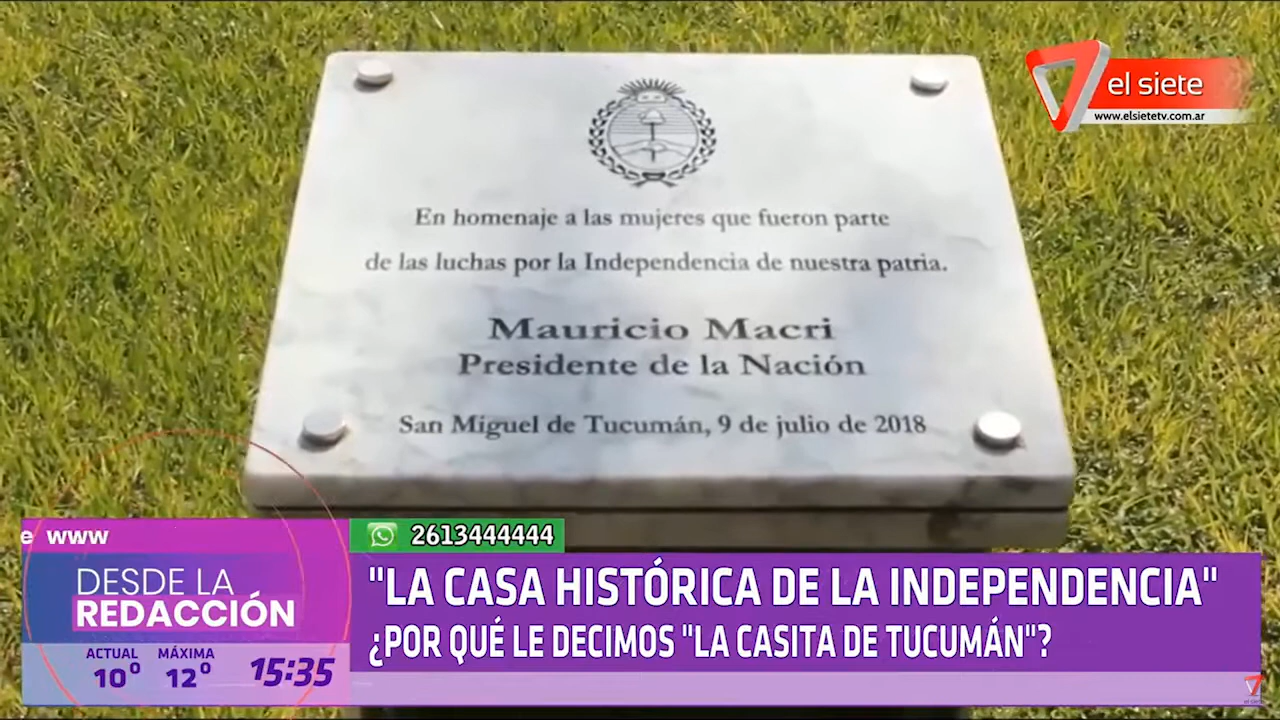 el siete
www.elsietetv.com.ar
En homenaje a las mujeres que fueron parte
de las luchas por la Independencia de nuestra patria.
Mauricio Macri
Presidente de la Nación
San Miguel de Tucumán, 9 de julio de 2018
e www
2613444444
DESDE LA
REDACCIÓN
"LA CASA HISTÓRICA DE LA INDEPENDENCIA"
¿POR QUÉ LE DECIMOS "LA CASITA DE TUCUMÁN"?
ACTUAL MÁXIMA
10° 12° 15:35
el siete